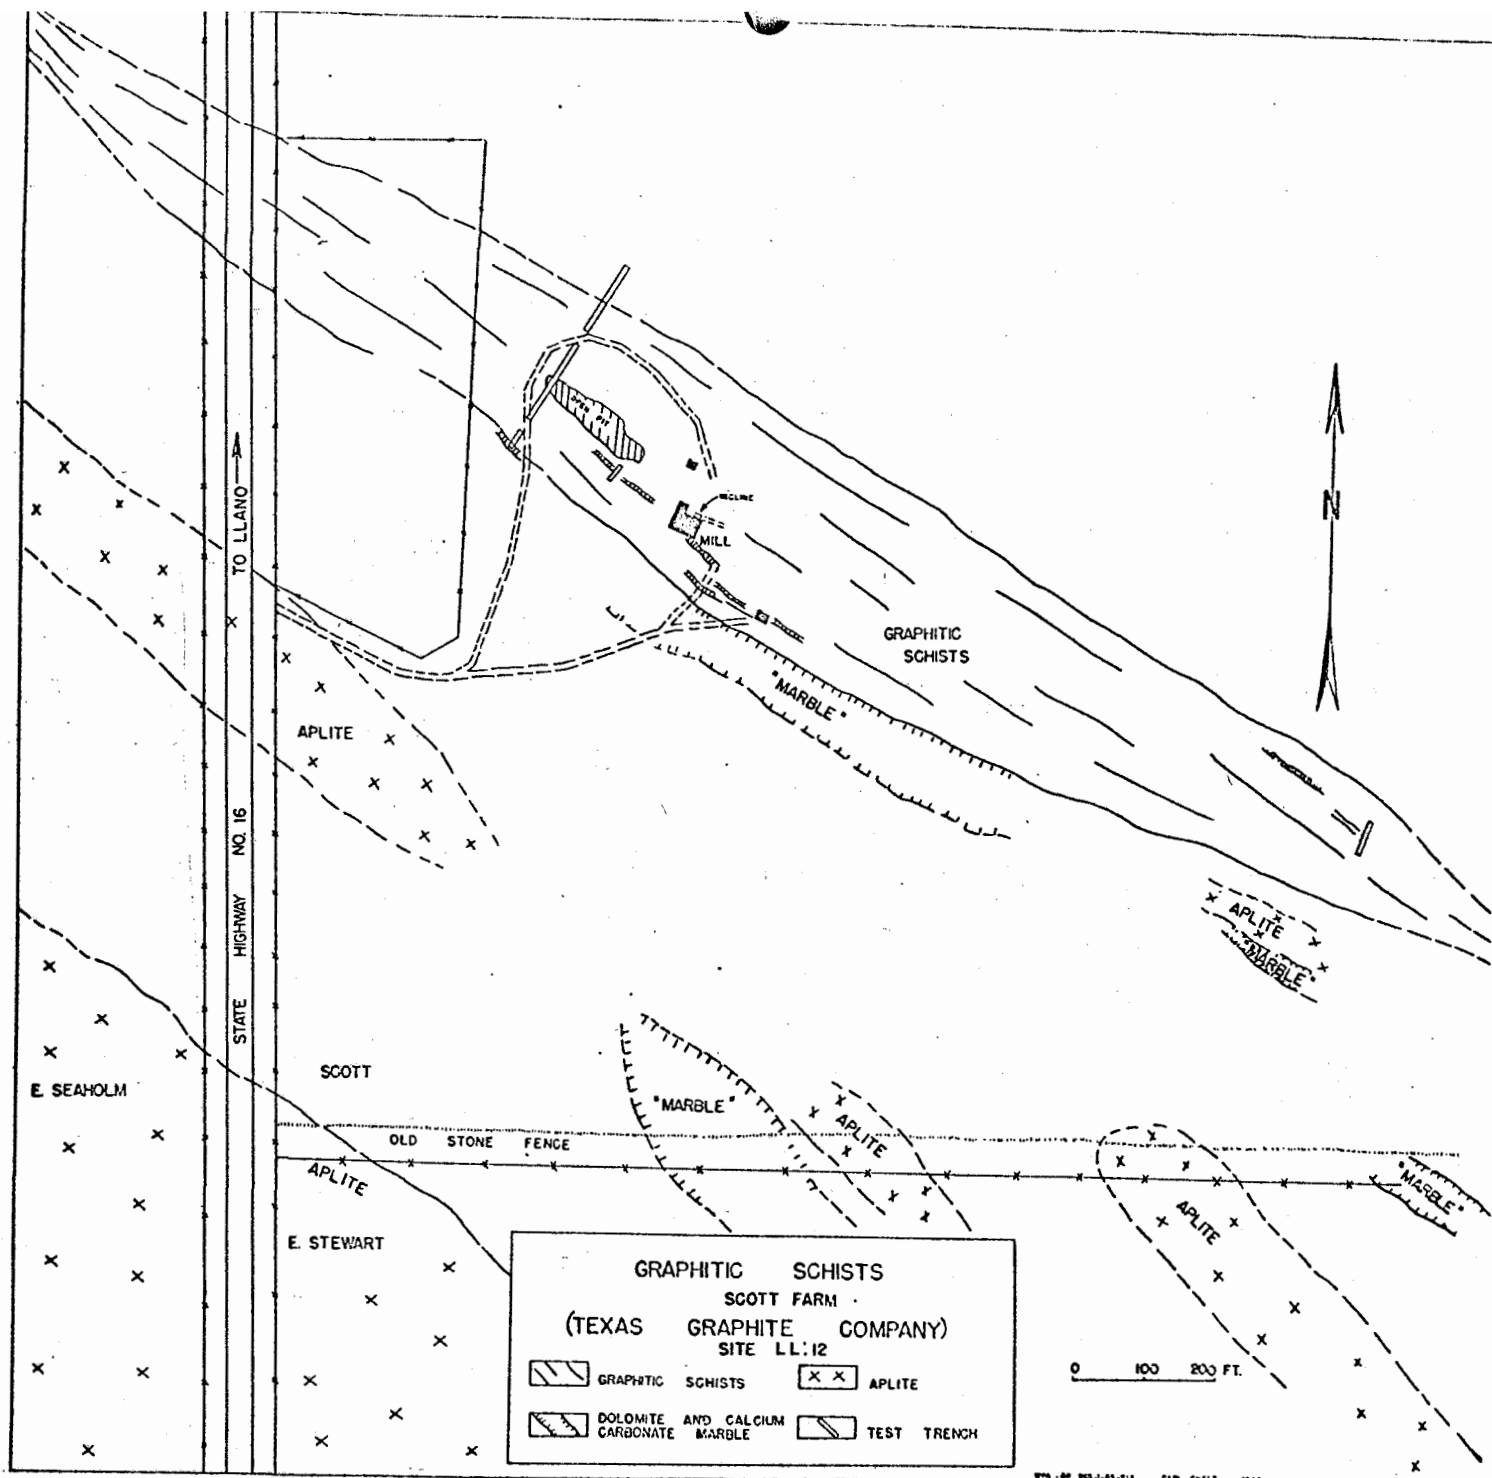 OPEN PIT
INCLINE
MILL
N
TO LLANO
GRAPHITIC
SCHISTS
"MARBLE"
APLITE
STATE HIGHWAY NO. 16
APLITE
"MARBLE"
SCOTT
E. SEAHOLM
"MARBLE"
APLITE
OLD STONE FENCE
APLITE
"MARBLE"
APLITE
E. STEWART
GRAPHITIC SCHISTS
SCOTT FARM
(TEXAS GRAPHITE COMPANY)
SITE LL:12
GRAPHITIC SCHISTS
APLITE
DOLOMITE AND CALCIUM
CARBONATE MARBLE
TEST TRENCH
0 100 200 FT.